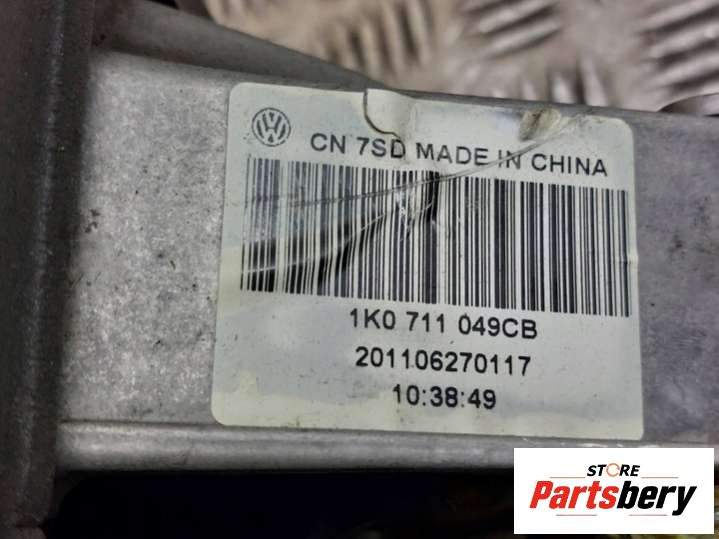 CN 7SD MADE IN CHINA
1K0 711 049CB
201106270117
10:38:49
STORE
Partsbery